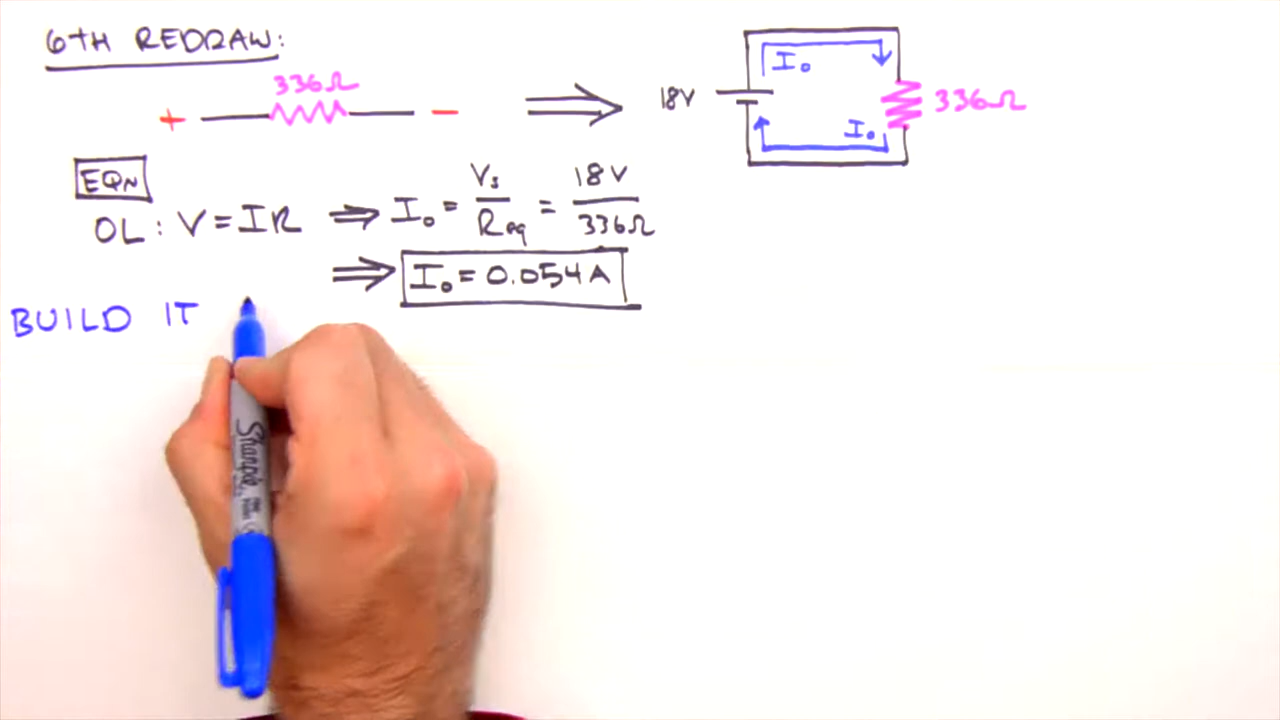 6TH REDRAW:
336Ω
+ −
⇒
18V
I₀
I₀
336Ω
EQN
OL: V = IR ⇒ I₀ = Vs/Req = 18V/336Ω
⇒ I₀ = 0.054A
BUILD IT
Sharpie